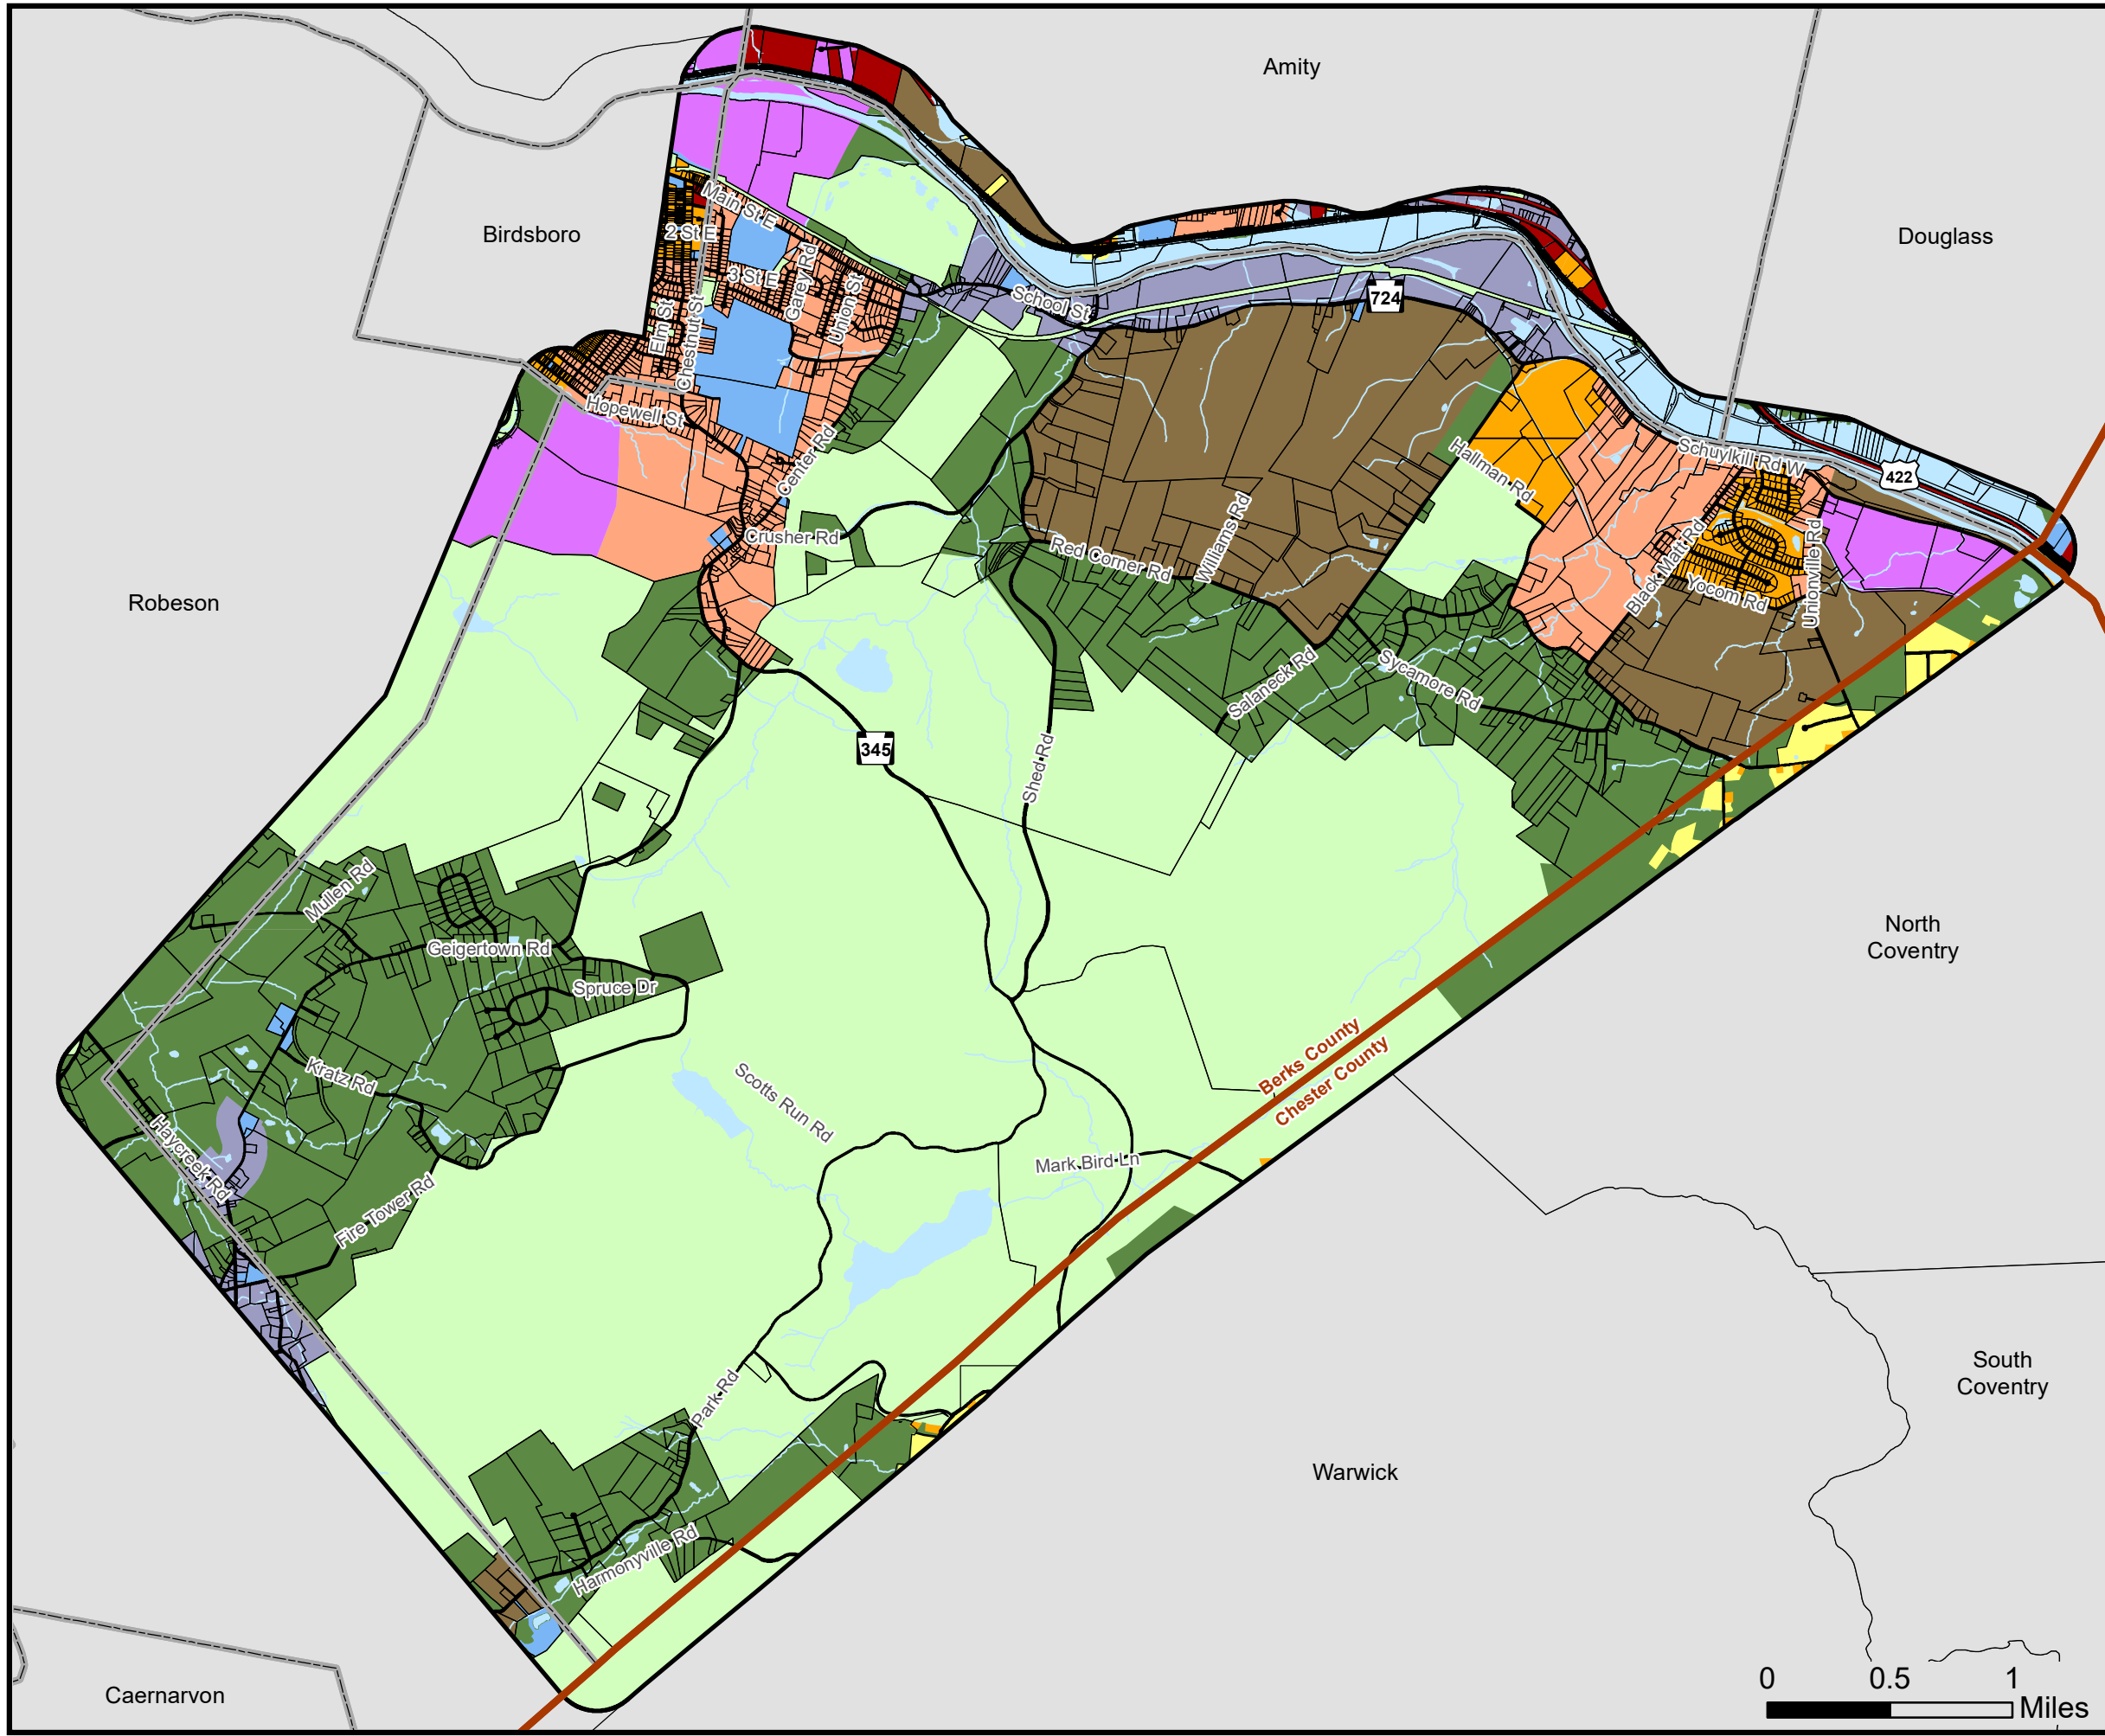 Amity
Birdsboro
Douglass
Main St E
2 St E
3 St E
Garey Rd
Union St
Elm St
Chestnut St
School St
724
Hopewell St
Center Rd
Crusher Rd
Hallman Rd
Schuylkill Rd W
422
Robeson
Red Corner Rd
Williams Rd
Black Matt Rd
Yocom Rd
Unionville Rd
Salaneck Rd
Sycamore Rd
345
Shed Rd
Mullen Rd
Geigertown Rd
Spruce Dr
North
Coventry
Kratz Rd
Scotts Run Rd
Berks County
Chester County
Haycreek Rd
Mark Bird Ln
Fire Tower Rd
South
Coventry
Park Rd
Warwick
Harmonyville Rd
Caernarvon
0 0.5 1
Miles